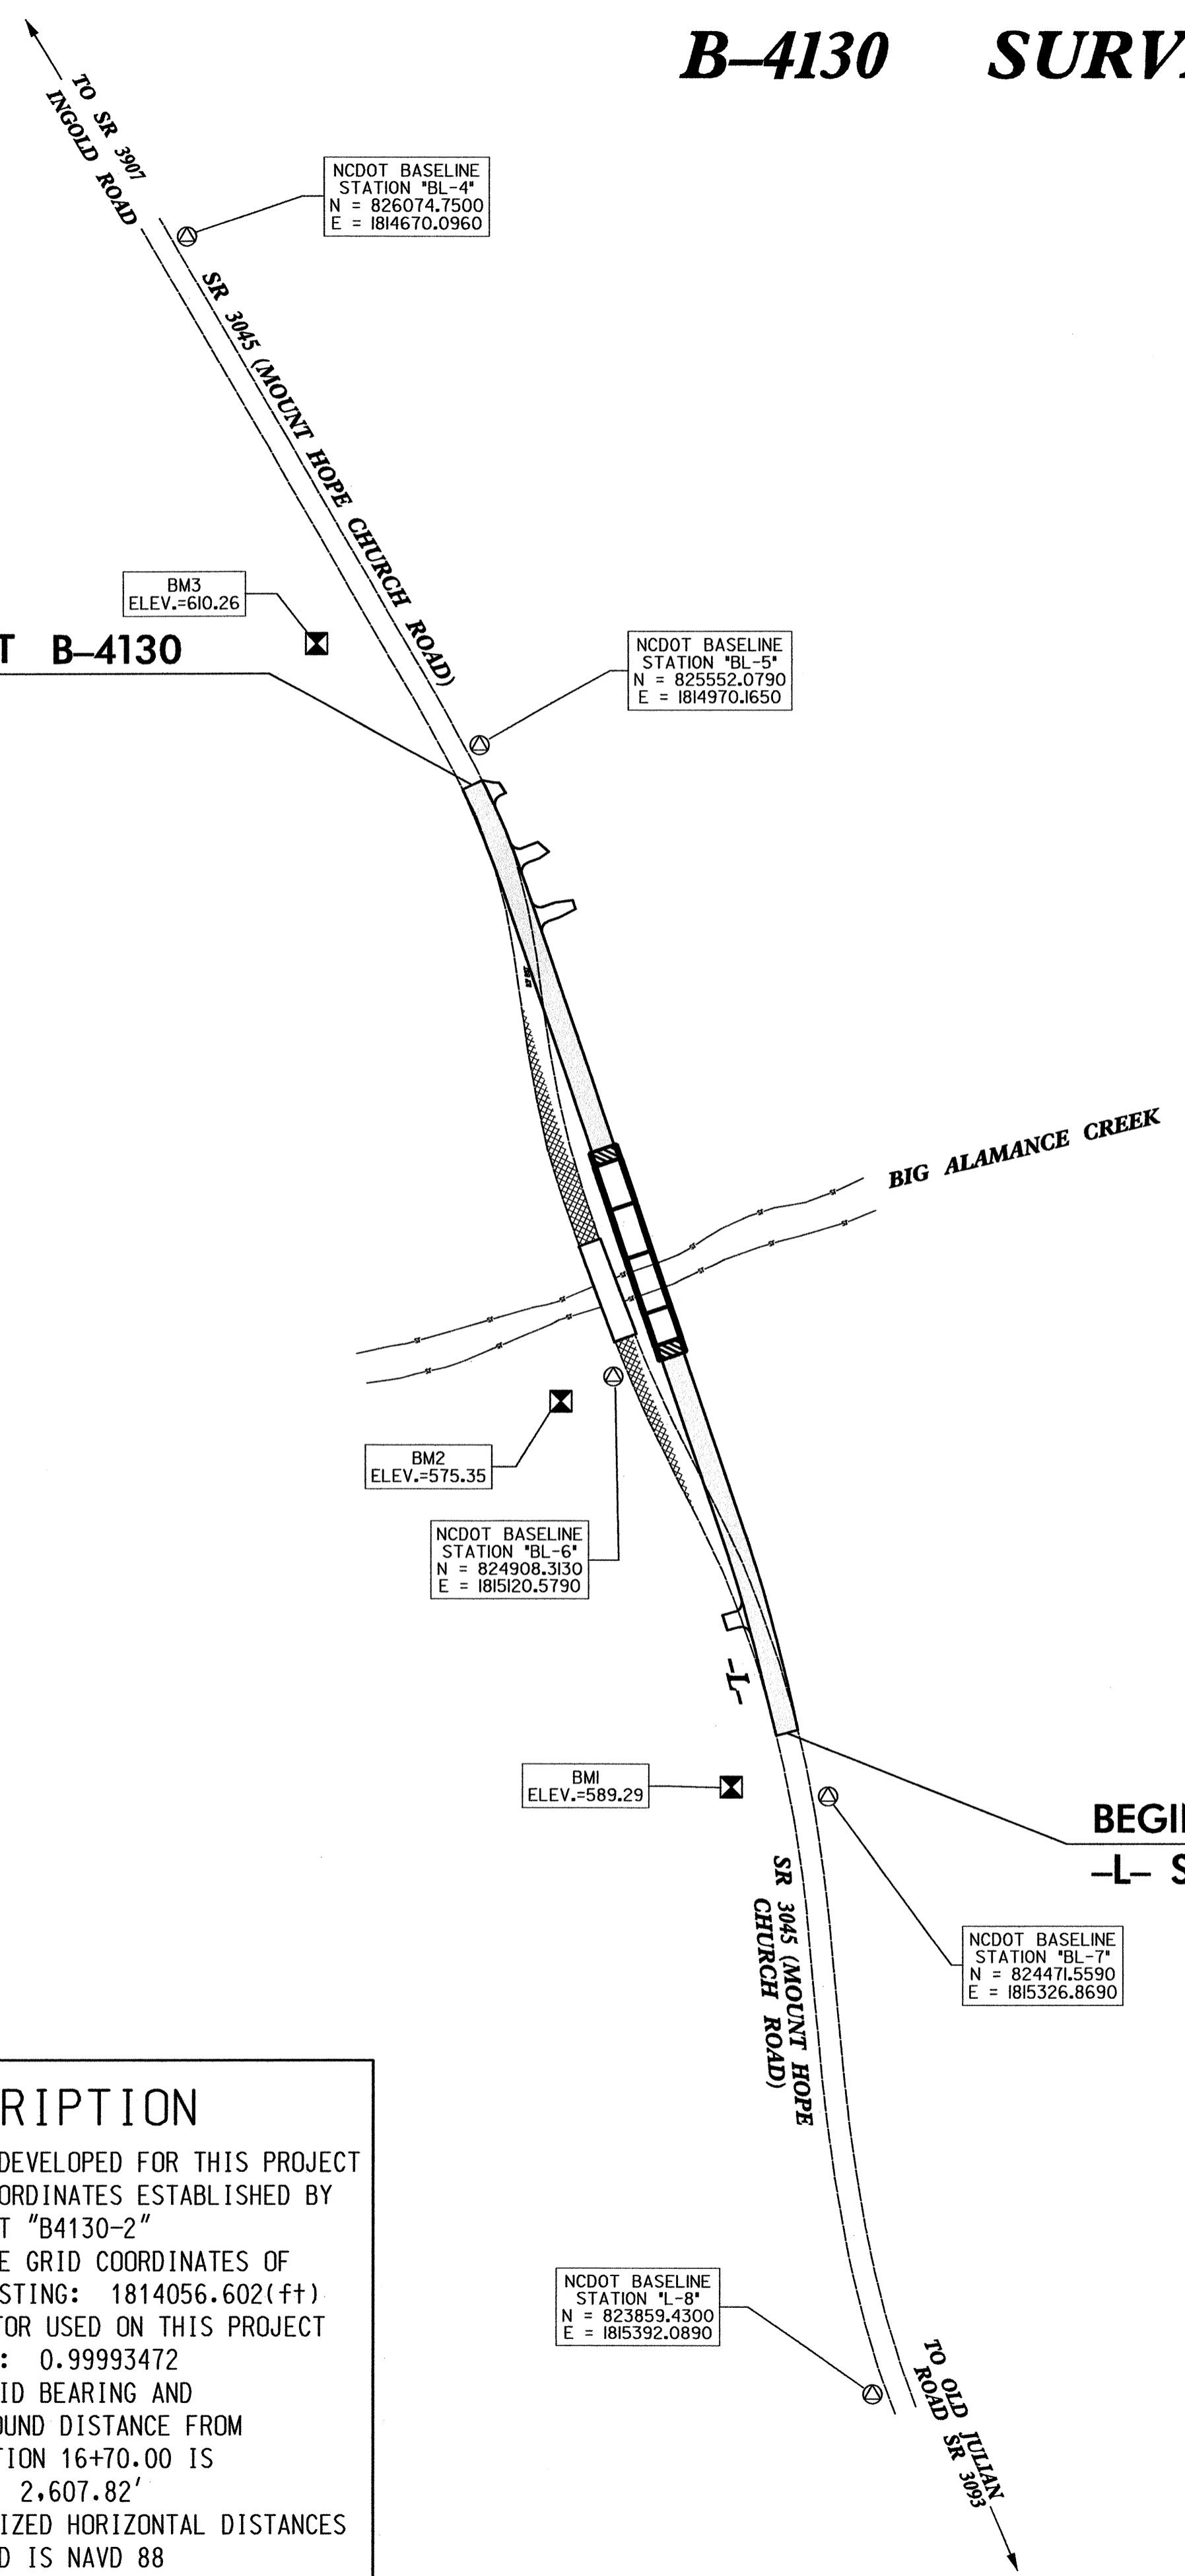 B–4130 SURV
TO SR 3907
INGOLD ROAD
NCDOT BASELINE
STATION "BL-4"
N = 826074.7500
E = 1814670.0960
SR 3045 (MOUNT HOPE CHURCH ROAD)
BM3
ELEV.=610.26
T B–4130
NCDOT BASELINE
STATION "BL-5"
N = 825552.0790
E = 1814970.1650
BIG ALAMANCE CREEK
BM2
ELEV.=575.35
NCDOT BASELINE
STATION "BL-6"
N = 824908.3130
E = 1815120.5790
-L-
BM1
ELEV.=589.29
BEGI
–L– S
SR 3045 (MOUNT HOPE
CHURCH ROAD)
NCDOT BASELINE
STATION "BL-7"
N = 824471.5590
E = 1815326.8690
RIPTION
DEVELOPED FOR THIS PROJECT
ORDINATES ESTABLISHED BY
T "B4130-2"
E GRID COORDINATES OF
STING: 1814056.602(ft)
TOR USED ON THIS PROJECT
: 0.99993472
ID BEARING AND
OUND DISTANCE FROM
TION 16+70.00 IS
2,607.82'
IZED HORIZONTAL DISTANCES
D IS NAVD 88
NCDOT BASELINE
STATION "L-8"
N = 823859.4300
E = 1815392.0890
TO OLD JULIAN
ROAD SR 3093